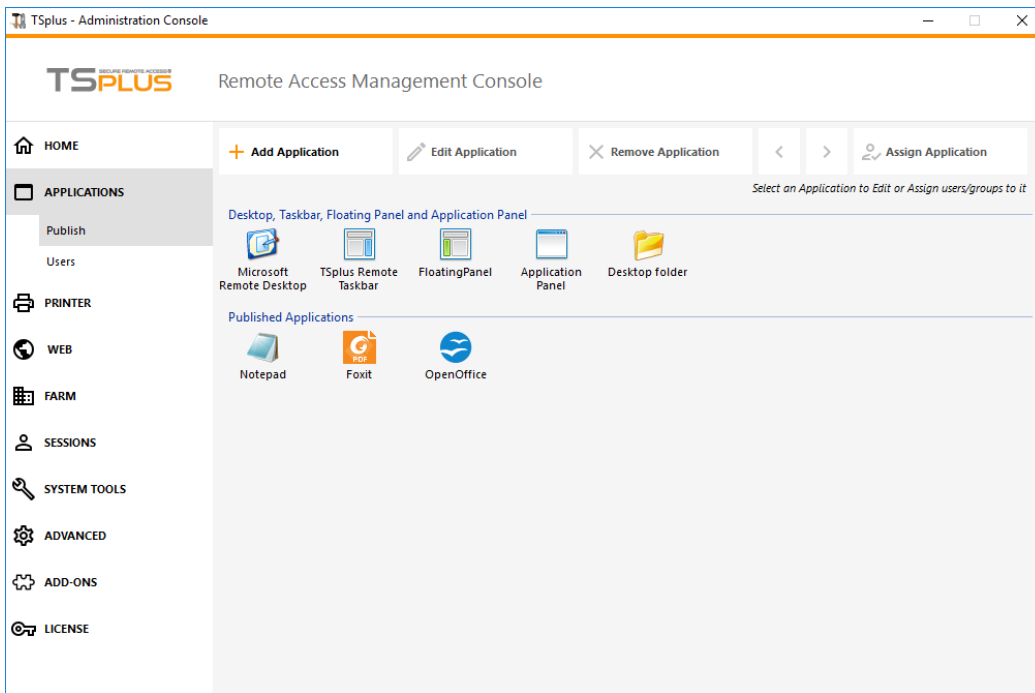 TSplus - Administration Console
SECURE REMOTE ACCESS®
TSPLUS
Remote Access Management Console
HOME
APPLICATIONS
Publish
Users
PRINTER
WEB
FARM
SESSIONS
SYSTEM TOOLS
ADVANCED
ADD-ONS
LICENSE
Add Application
Edit Application
Remove Application
Assign Application
Select an Application to Edit or Assign users/groups to it
Desktop, Taskbar, Floating Panel and Application Panel
Microsoft
Remote Desktop
TSplus Remote
Taskbar
FloatingPanel
Application
Panel
Desktop folder
Published Applications
Notepad
PDF
Foxit
OpenOffice